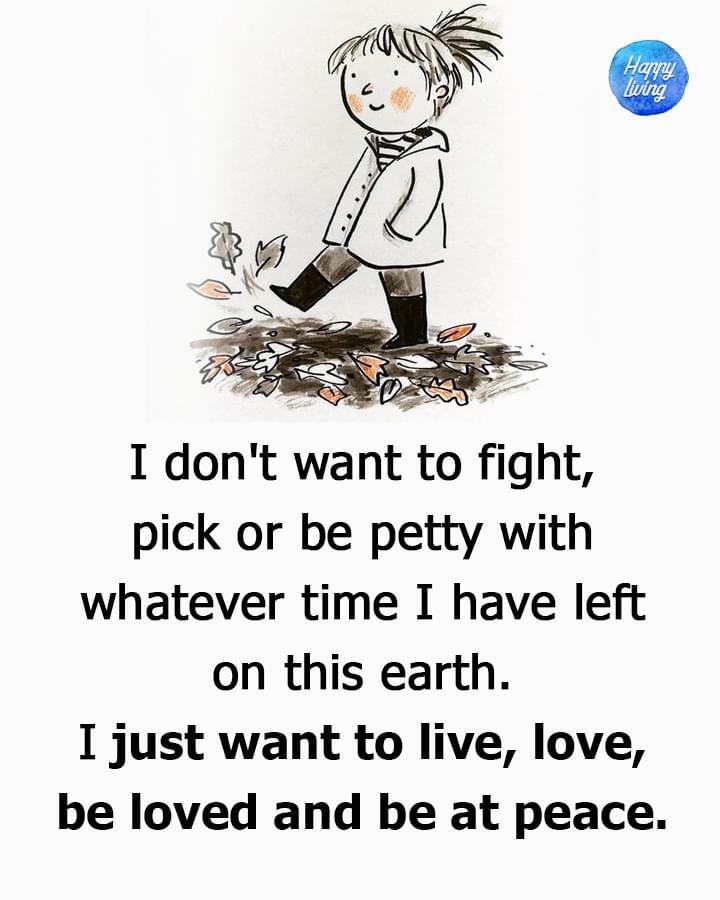 Happy
living
I don't want to fight,
pick or be petty with
whatever time I have left
on this earth.
I just want to live, love,
be loved and be at peace.